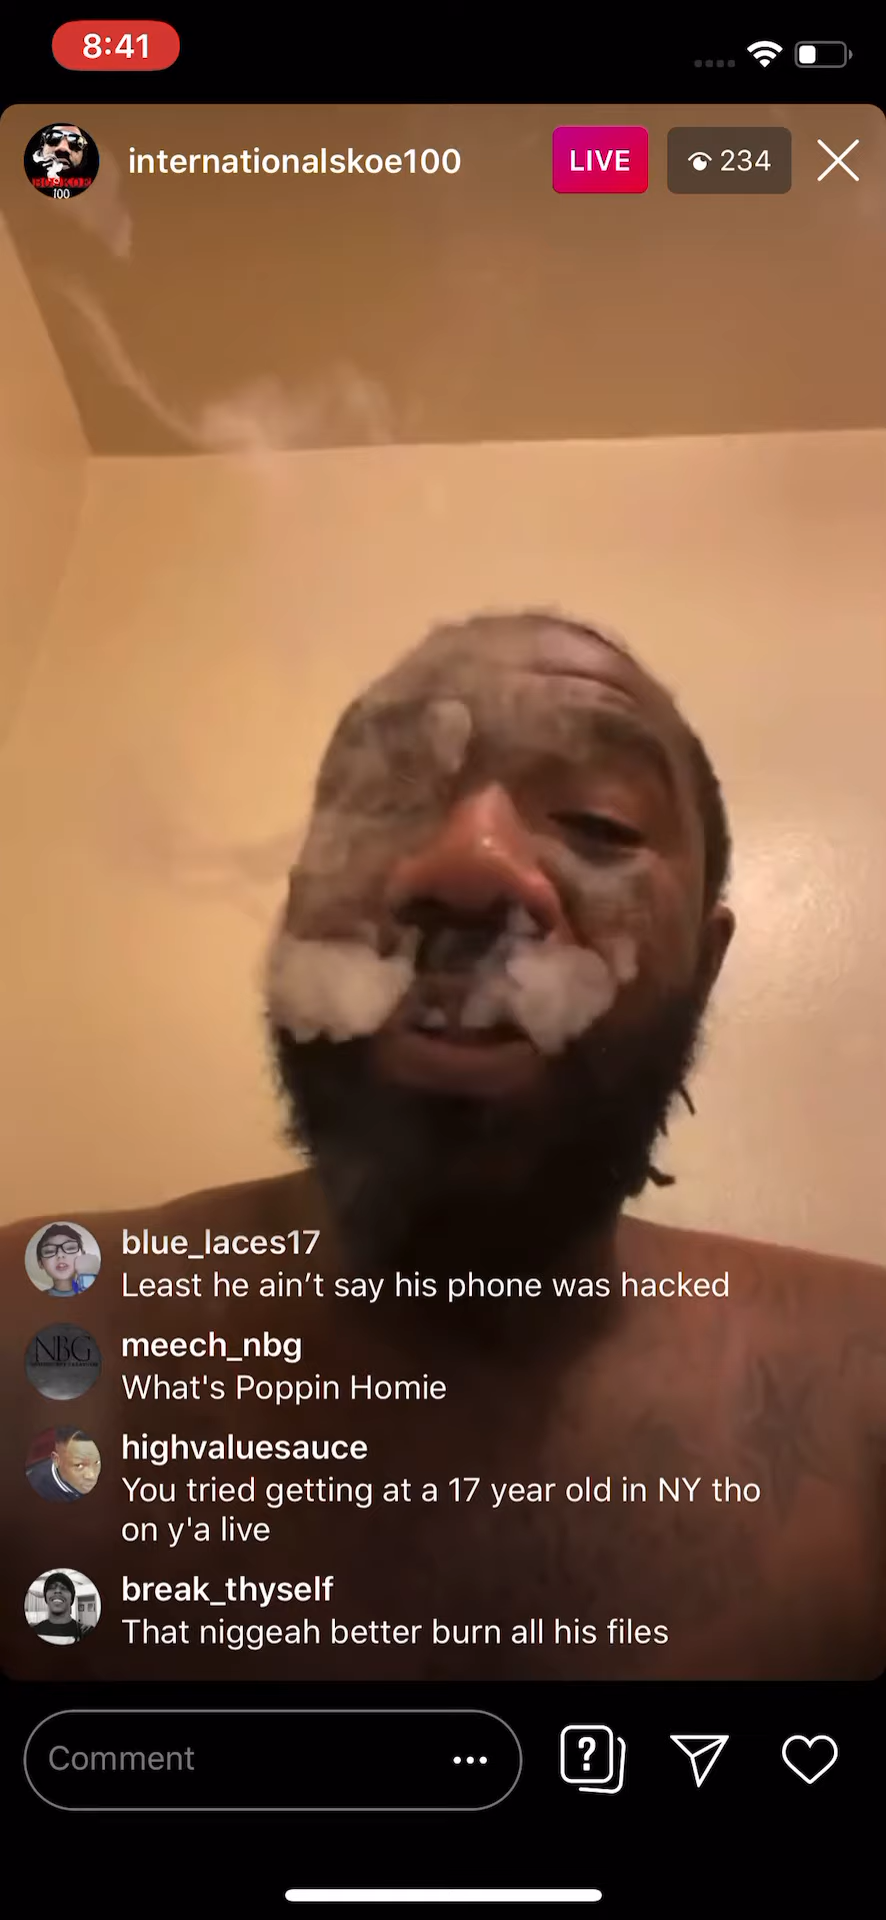 8:41
internationalskoe100
LIVE
234
100
blue_laces17
Least he ain't say his phone was hacked
meech_nbg
NBG
What's Poppin Homie
highvaluesauce
You tried getting at a 17 year old in NY tho
on y'a live
break_thyself
That niggeah better burn all his files
Comment
?